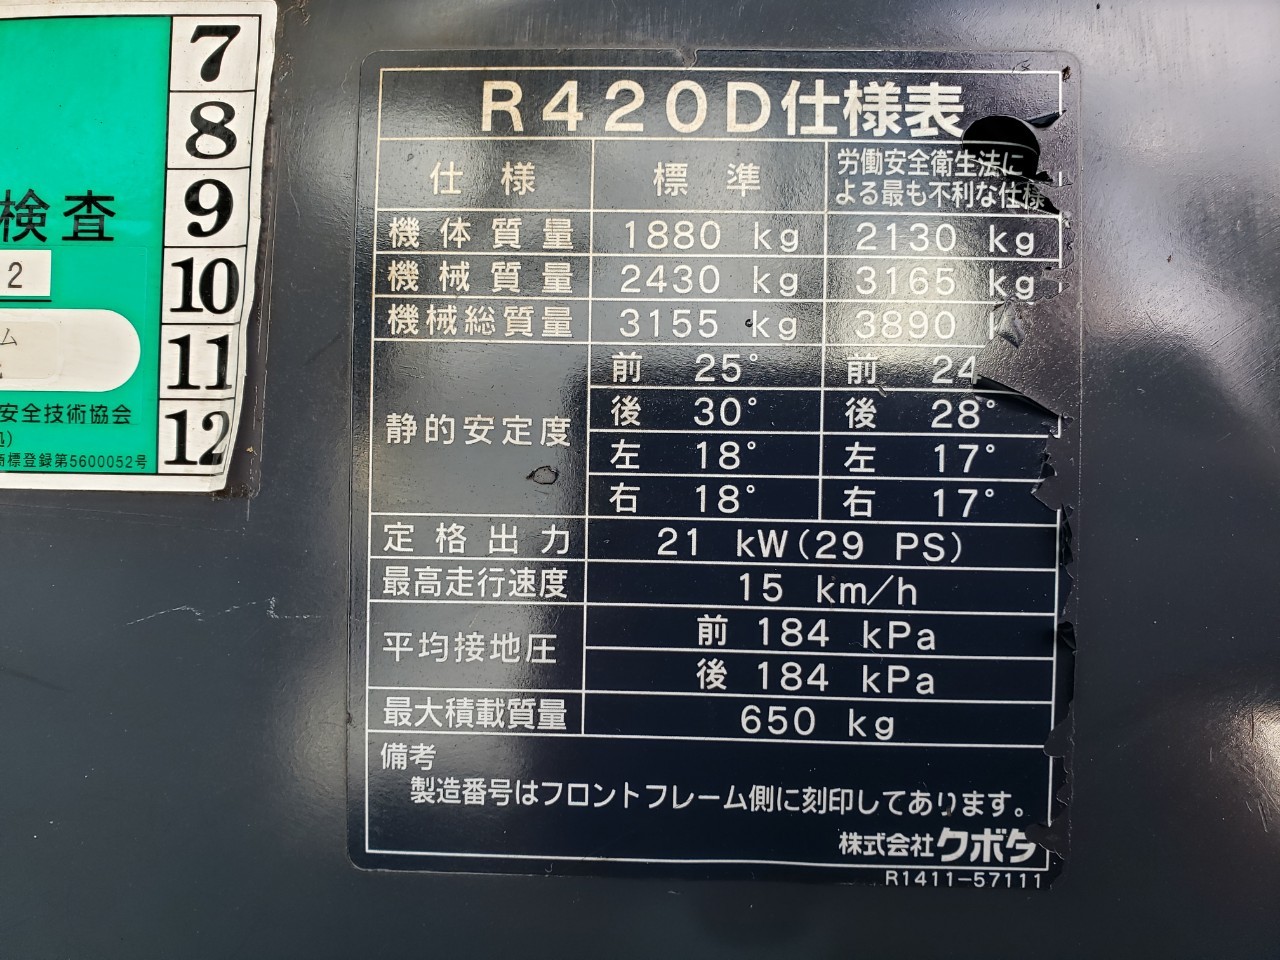 7
8
9
10
11
12
検査
2
ム
安全技術協会
商標登録第5600052号
R420D仕様表
仕様 標準 労働安全衛生法による最も不利な仕様
機体質量 1880 kg 2130 kg
機械質量 2430 kg 3165 kg
機械総質量 3155 kg 3890 k
静的安定度
前 25° 前 24
後 30° 後 28°
左 18° 左 17°
右 18° 右 17°
定格出力 21 kW(29 PS)
最高走行速度 15 km/h
平均接地圧
前 184 kPa
後 184 kPa
最大積載質量 650 kg
備考
製造番号はフロントフレーム側に刻印してあります。
株式会社クボタ
R1411-57111